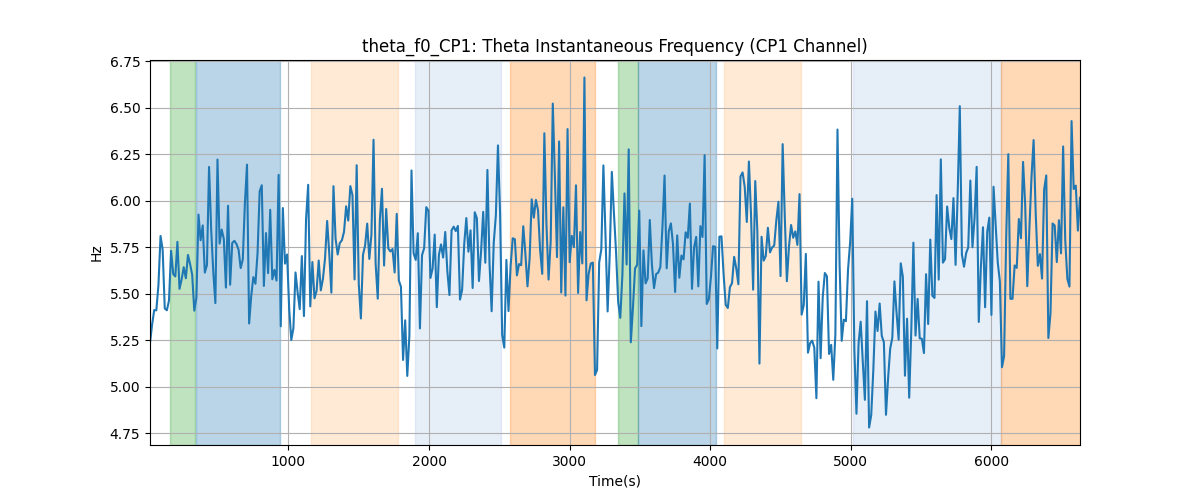 theta_f0_CP1: Theta Instantaneous Frequency (CP1 Channel)
6.75
6.50
6.25
6.00
5.75
5.50
5.25
5.00
4.75
Hz
1000 2000 3000 4000 5000 6000
Time(s)